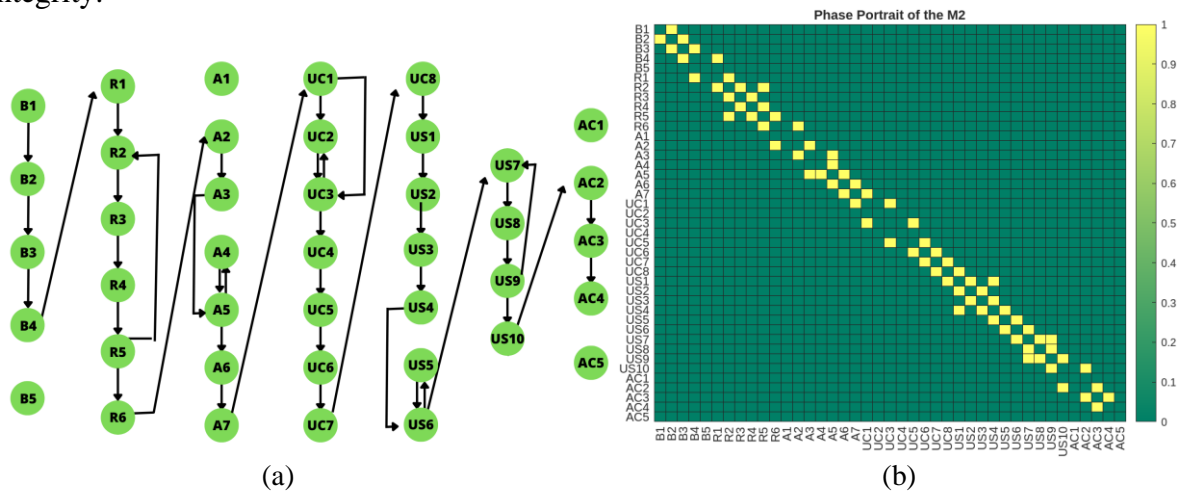 ntegrity.
B1
B2
B3
B4
B5
R1
R2
R3
R4
R5
R6
A1
A2
A3
A4
A5
A6
A7
UC1
UC2
UC3
UC4
UC5
UC6
UC7
UC8
US1
US2
US3
US4
US5
US6
US7
US8
US9
US10
AC1
AC2
AC3
AC4
AC5
(a)
Phase Portrait of the M2
B1
B2
B3
B4
B5
R1
R2
R3
R4
R5
R6
A1
A2
A3
A4
A5
A6
A7
UC1
UC2
UC3
UC4
UC5
UC6
UC7
UC8
US1
US2
US3
US4
US5
US6
US7
US8
US9
US10
AC1
AC2
AC3
AC4
AC5
B1 B2 B3 B4 B5 R1 R2 R3 R4 R5 R6 A1 A2 A3 A4 A5 A6 A7 UC1 UC2 UC3 UC4 UC5 UC6 UC7 UC8 US1 US2 US3 US4 US5 US6 US7 US8 US9 US10 AC1 AC2 AC3 AC4 AC5
1
0.9
0.8
0.7
0.6
0.5
0.4
0.3
0.2
0.1
0
(b)